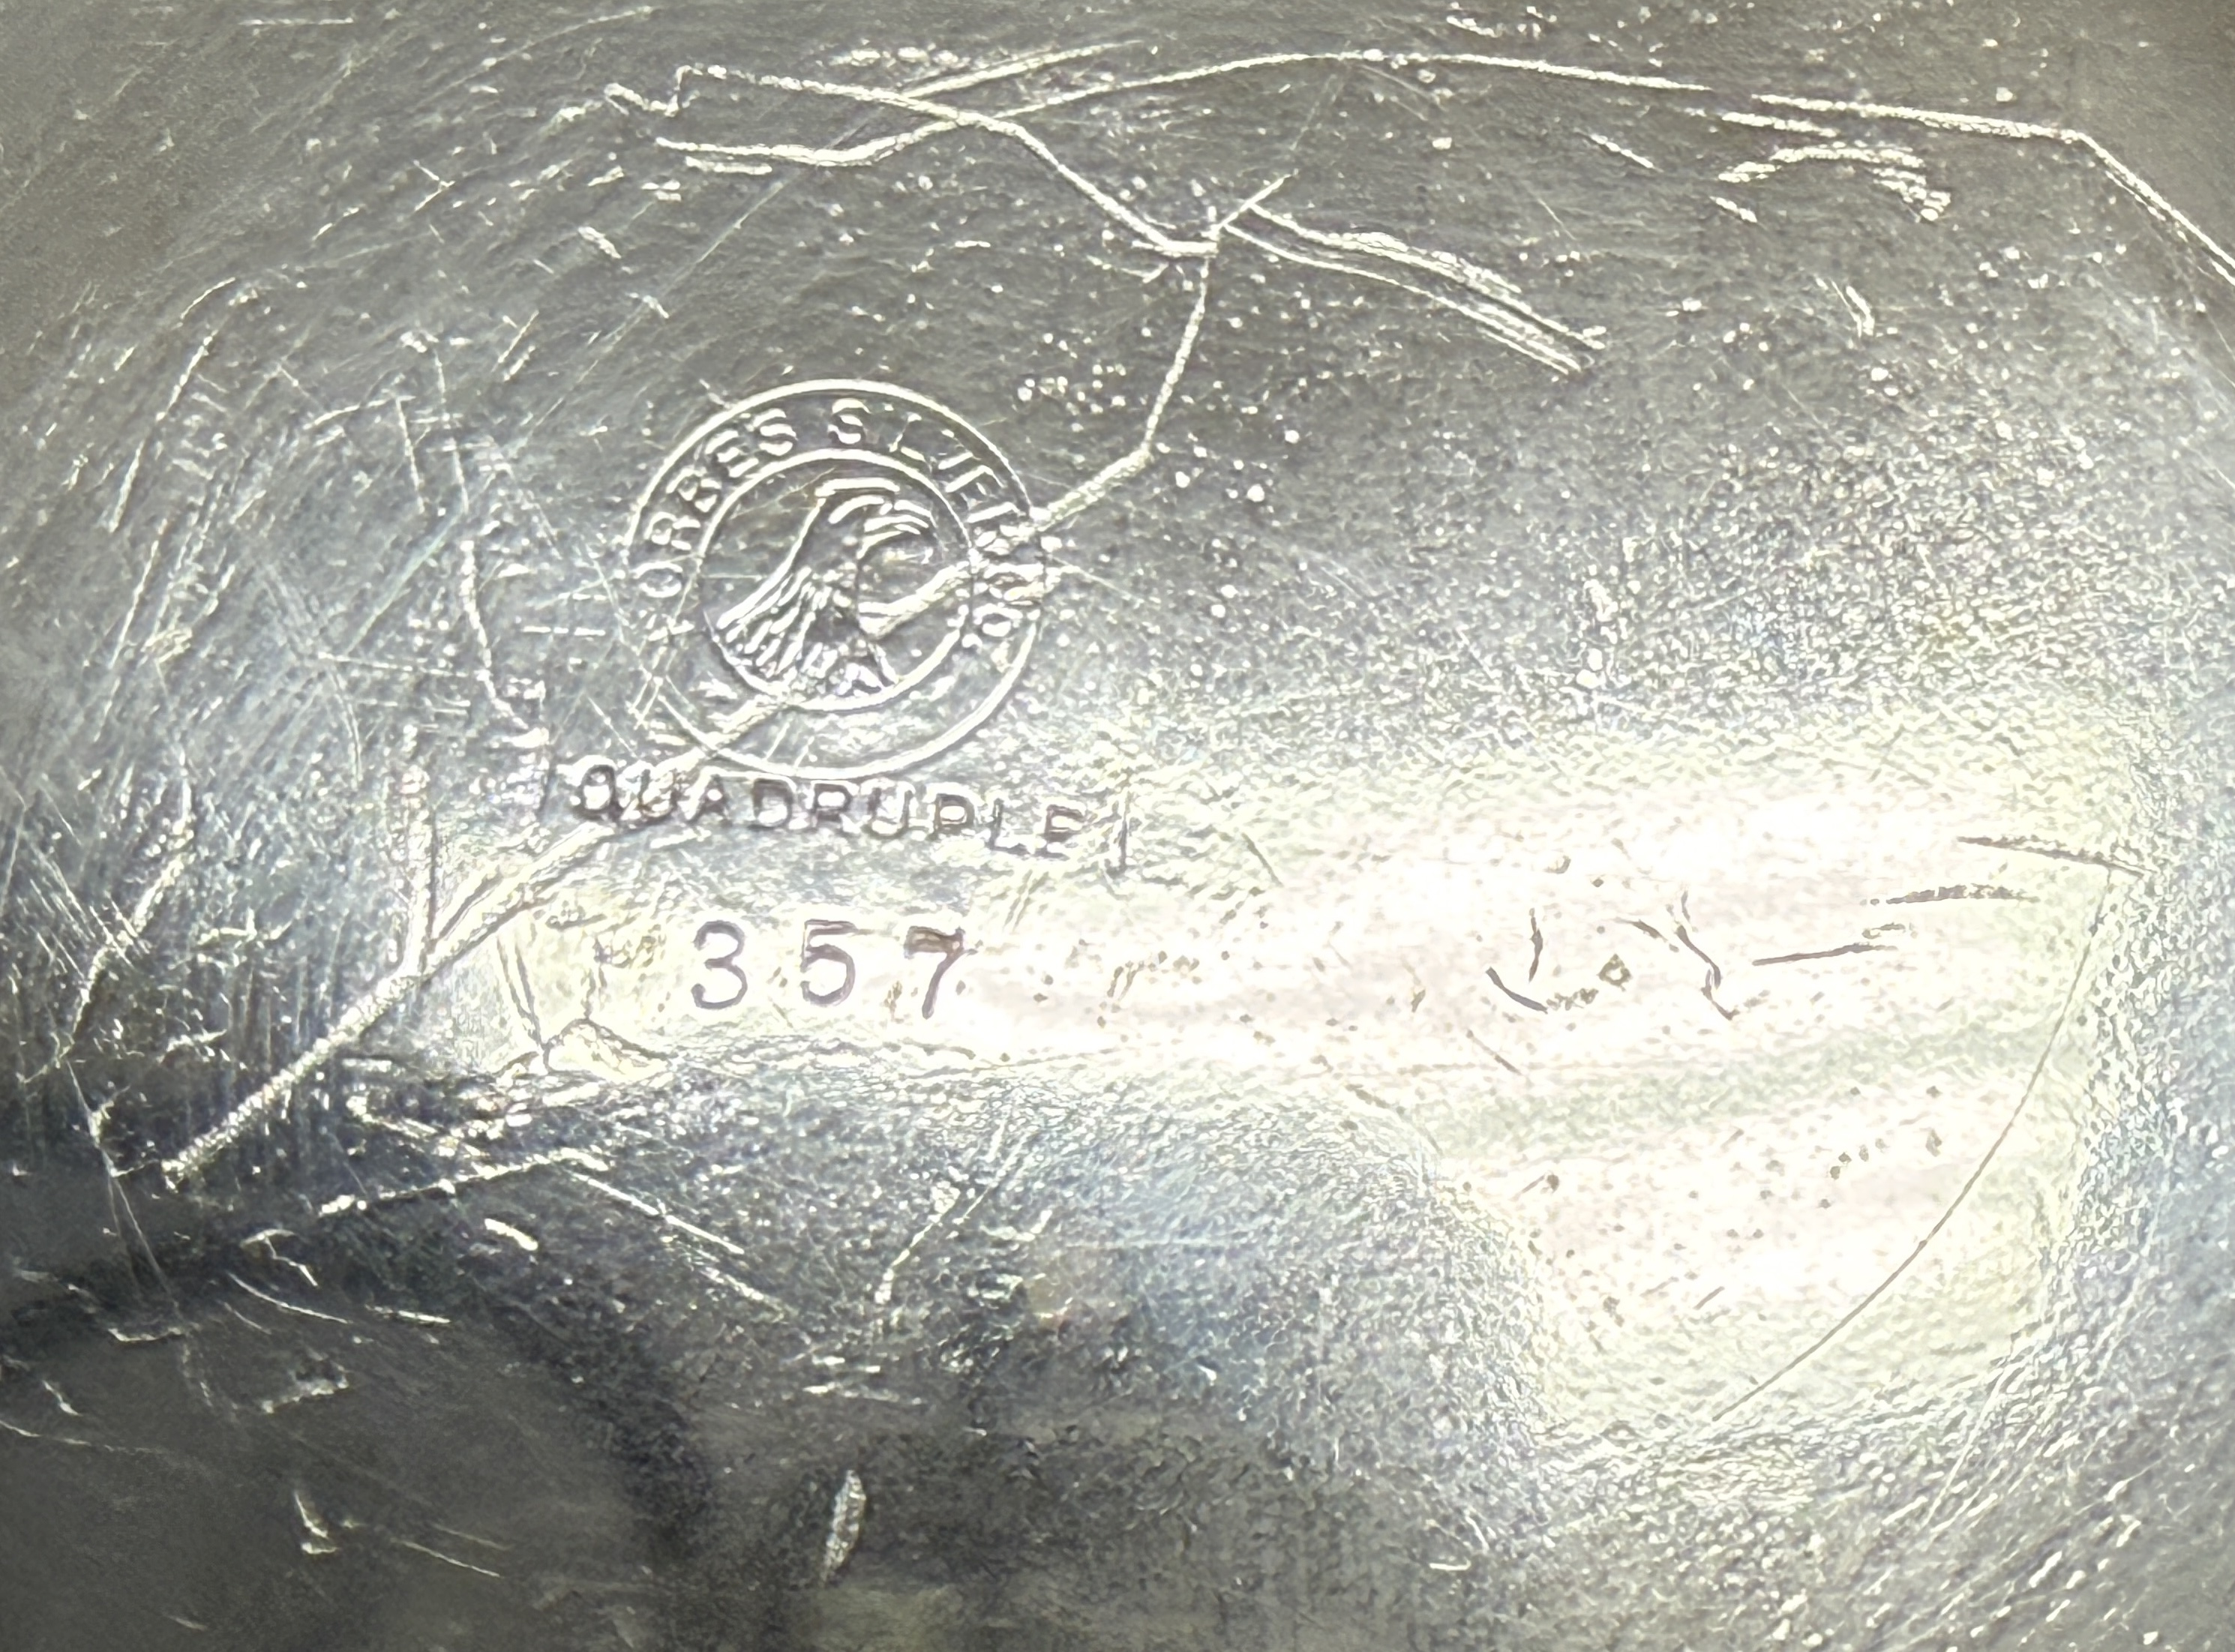 FORBES SILVER CO.
QUADRUPLE
357